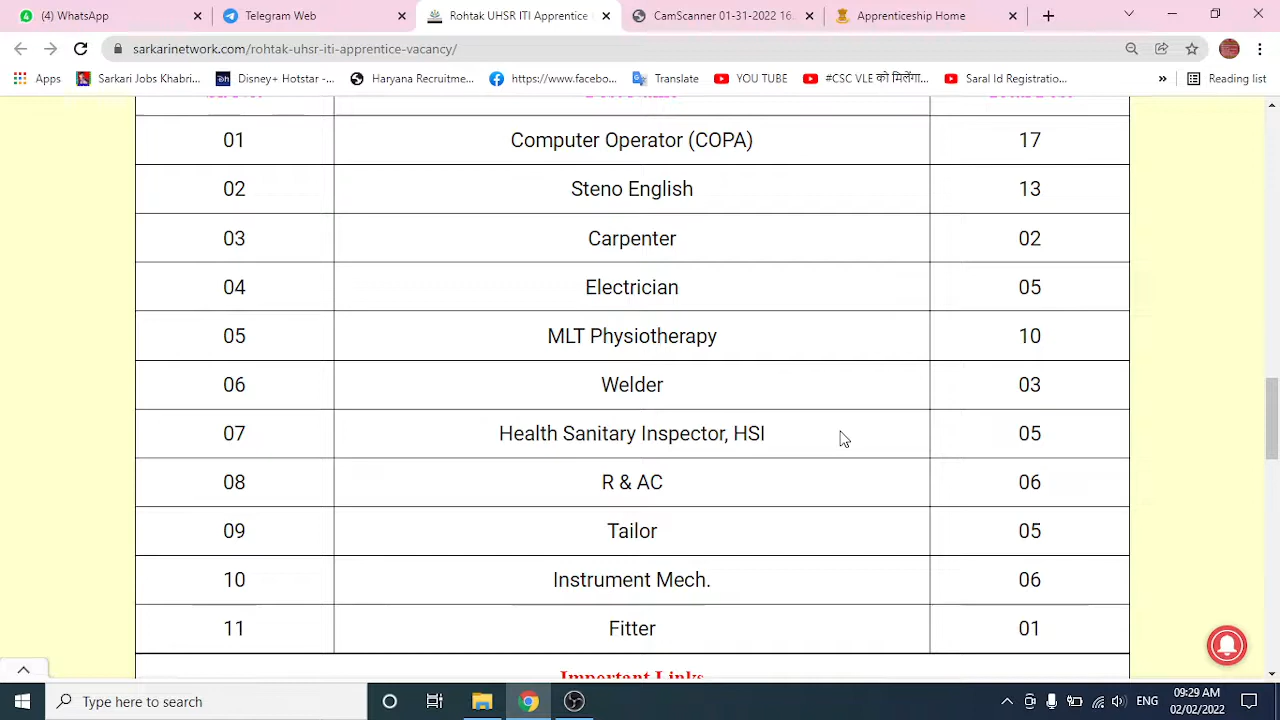 (4) WhatsApp
Telegram Web
Rohtak UHSR ITI Apprentice
CamScanner 01-31-2022 16.
Apprenticeship Home
sarkarinetwork.com/rohtak-uhsr-iti-apprentice-vacancy/
Apps
Sarkari Jobs Khabri...
Disney+ Hotstar -...
Haryana Recruitme...
https://www.facebo...
Translate
YOU TUBE
#CSC VLE को मिलेंगा...
Saral Id Registratio...
»
Reading list
01 Computer Operator (COPA) 17
02 Steno English 13
03 Carpenter 02
04 Electrician 05
05 MLT Physiotherapy 10
06 Welder 03
07 Health Sanitary Inspector, HSI 05
08 R & AC 06
09 Tailor 05
10 Instrument Mech. 06
11 Fitter 01
Important Links
Type here to search
ENG
09:29 AM
02/02/2022